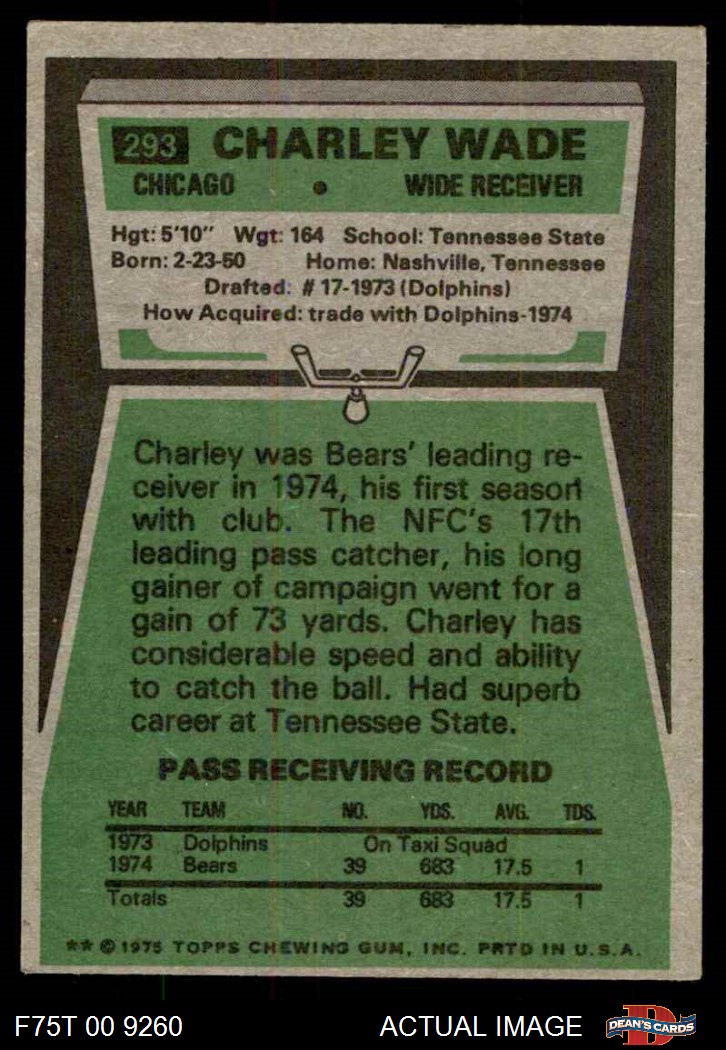 293 CHARLEY WADE
CHICAGO • WIDE RECEIVER
Hgt: 5'10" Wgt: 164 School: Tennessee State
Born: 2-23-50 Home: Nashville, Tennessee
Drafted: #17-1973 (Dolphins)
How Acquired: trade with Dolphins-1974
Charley was Bears' leading re-
ceiver in 1974, his first season
with club. The NFC's 17th
leading pass catcher, his long
gainer of campaign went for a
gain of 73 yards. Charley has
considerable speed and ability
to catch the ball. Had superb
career at Tennessee State.
PASS RECEIVING RECORD
YEAR TEAM NO. YDS. AVG. TDS.
1973 Dolphins On Taxi Squad
1974 Bears 39 683 17.5 1
Totals 39 683 17.5 1
** © 1975 TOPPS CHEWING GUM, INC. PRTD IN U.S.A.
F75T 00 9260 ACTUAL IMAGE D DEAN'S CARDS